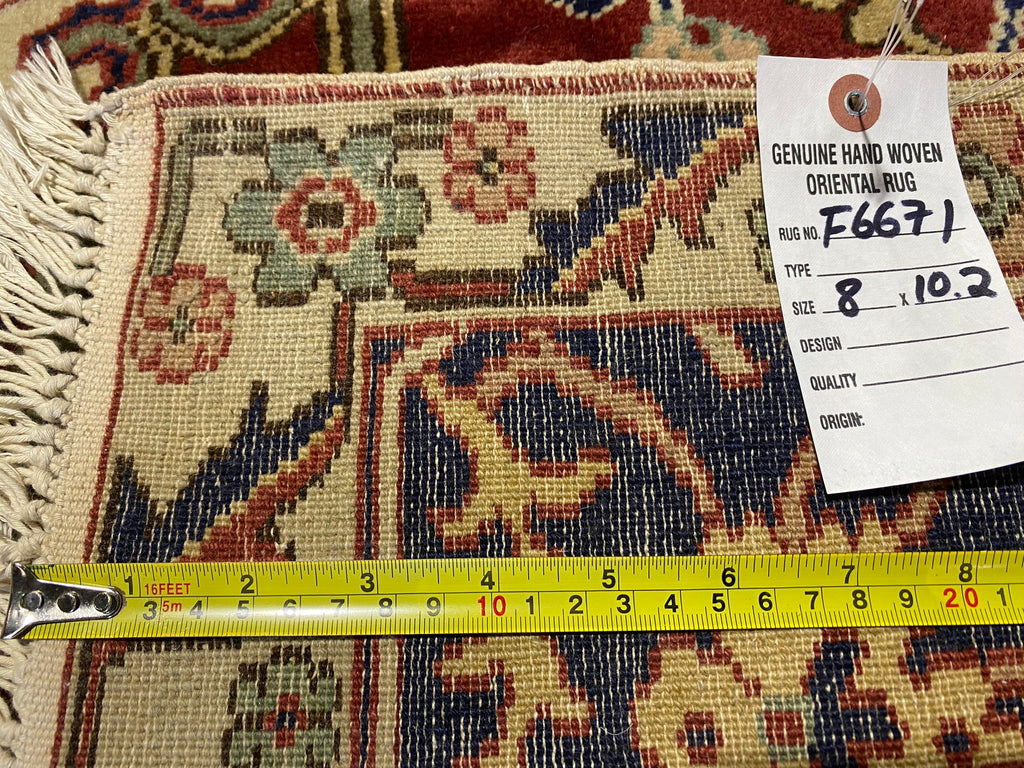 GENUINE HAND WOVEN
ORIENTAL RUG
RUG NO. F6671
TYPE
SIZE 8 x 10.2
DESIGN
QUALITY
ORIGIN:
1 16FEET 2 3 4 5 6 7 8
3 5m 4 5 6 7 8 9 10 1 2 3 4 5 6 7 8 9 20 1